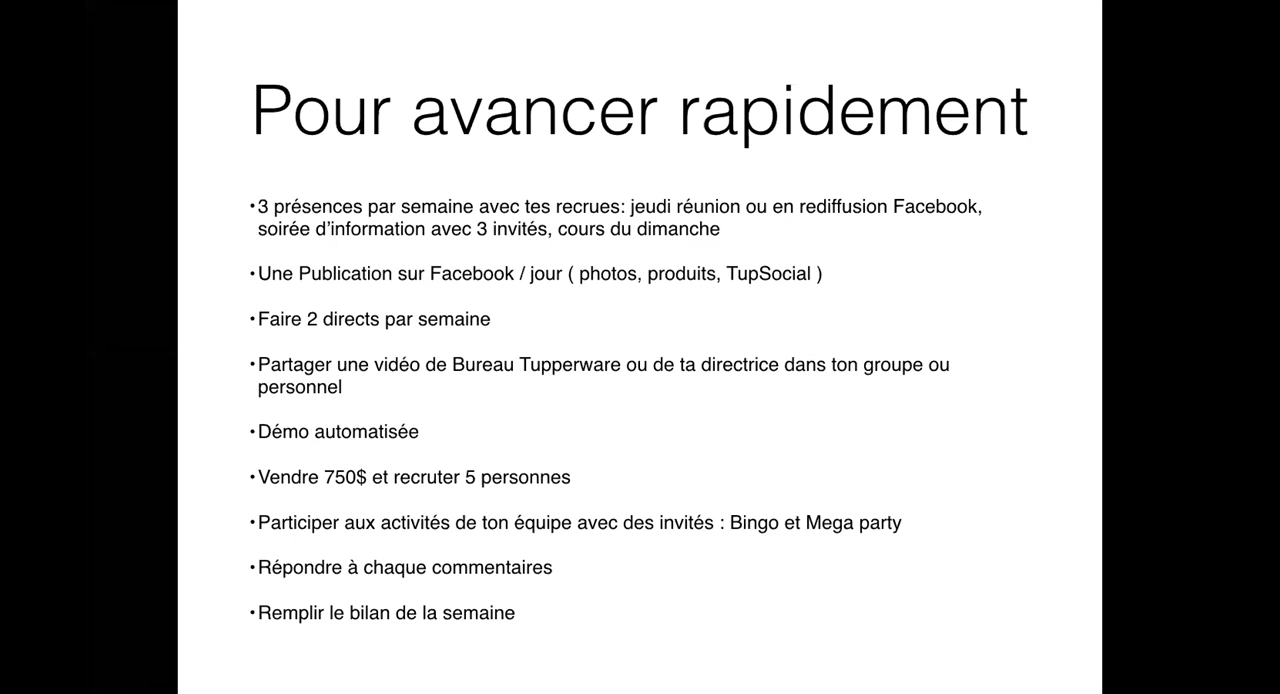 Pour avancer rapidement
•3 présences par semaine avec tes recrues: jeudi réunion ou en rediffusion Facebook,
soirée d’information avec 3 invités, cours du dimanche
•Une Publication sur Facebook / jour ( photos, produits, TupSocial )
•Faire 2 directs par semaine
•Partager une vidéo de Bureau Tupperware ou de ta directrice dans ton groupe ou
personnel
•Démo automatisée
•Vendre 750$ et recruter 5 personnes
•Participer aux activités de ton équipe avec des invités : Bingo et Mega party
•Répondre à chaque commentaires
•Remplir le bilan de la semaine